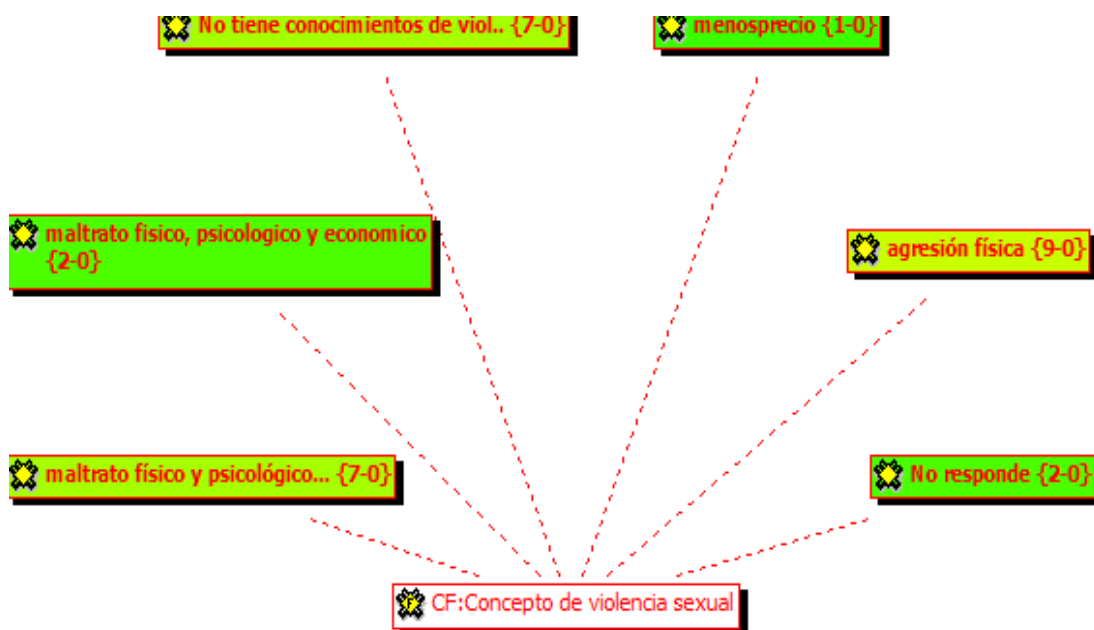 No tiene conocimientos de viol.. {7-0}
menosprecio {1-0}
maltrato fisico, psicologico y economico
{2-0}
agresión física {9-0}
maltrato físico y psicológico... {7-0}
No responde {2-0}
CF:Concepto de violencia sexual